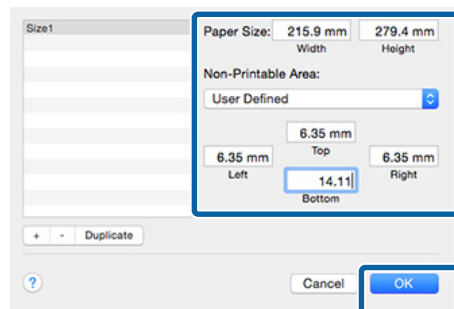 Size1
Paper Size: 215.9 mm 279.4 mm
Width Height
Non-Printable Area:
User Defined
6.35 mm
Top
6.35 mm 6.35 mm
Left Right
14.11
Bottom
+ - Duplicate
? Cancel OK